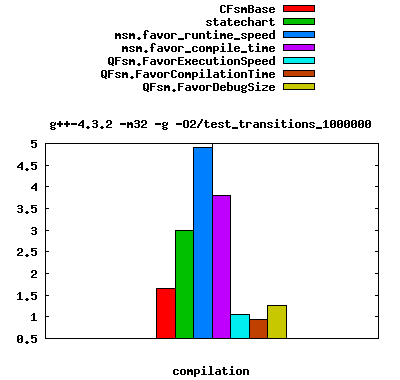 CFsmBase
statechart
msm.favor_runtime_speed
msm.favor_compile_time
QFsm.FavorExecutionSpeed
QFsm.FavorCompilationTime
QFsm.FavorDebugSize
g++-4.3.2 -m32 -g -O2/test_transitions_1000000
5
4.5
4
3.5
3
2.5
2
1.5
1
0.5
compilation